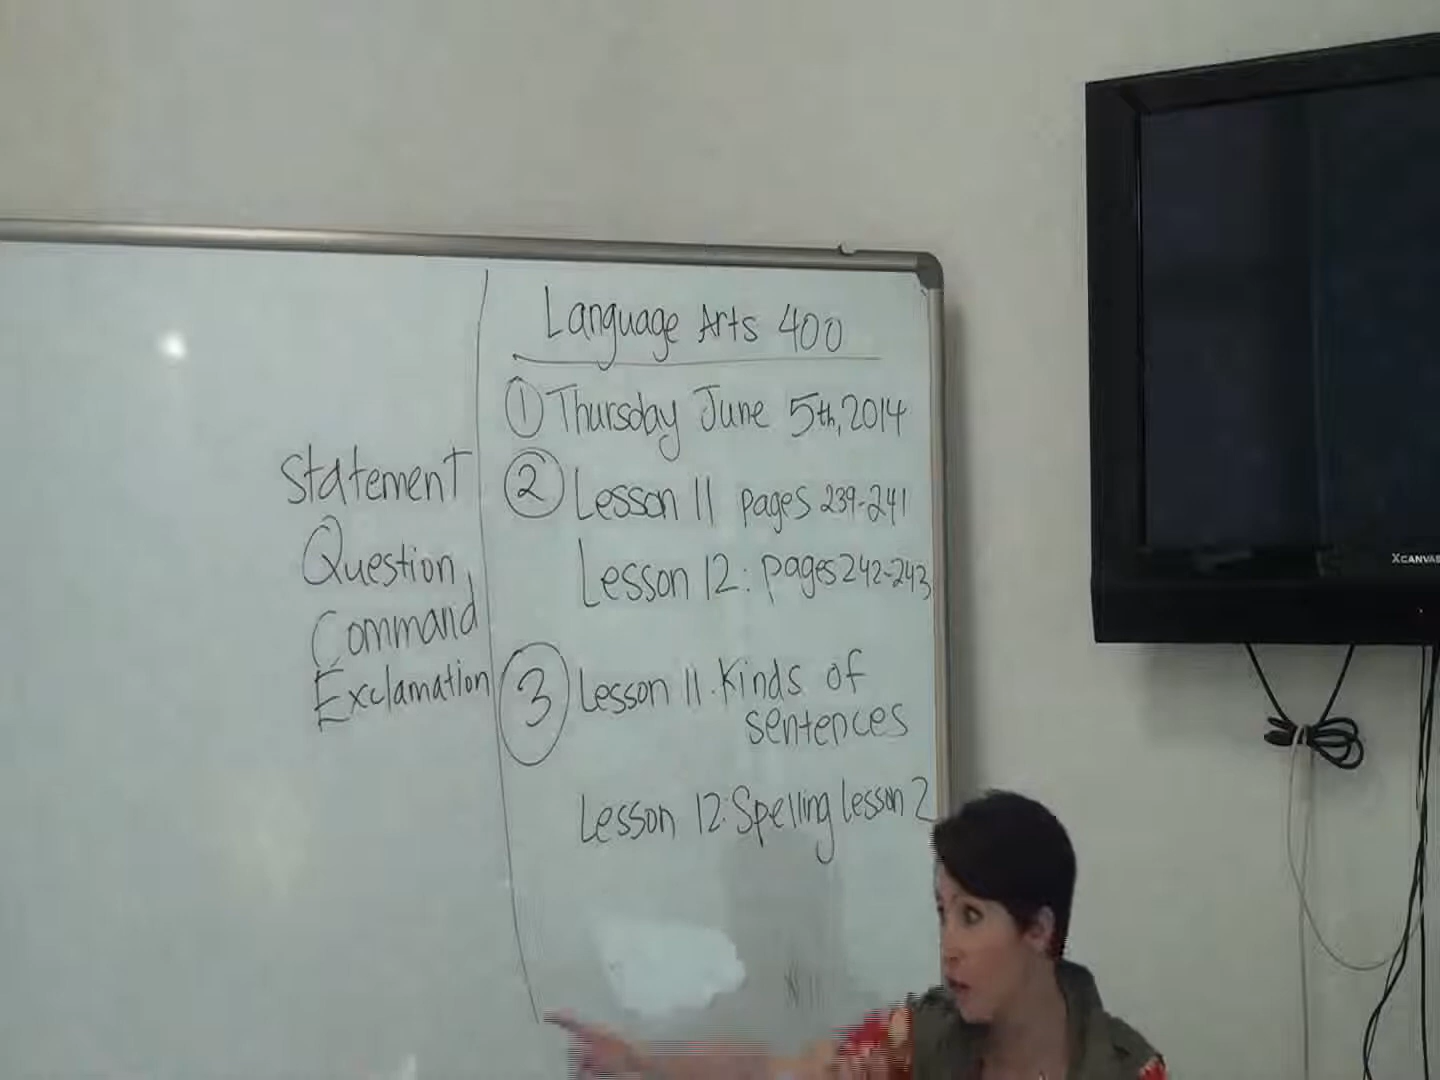 Language Arts 400
① Thursday June 5th, 2014
② Lesson 11 pages 239-241
Lesson 12: pages 242-243
③ Lesson 11. Kinds of
sentences
Lesson 12: Spelling lesson 2
Statement
Question
Command
Exclamation